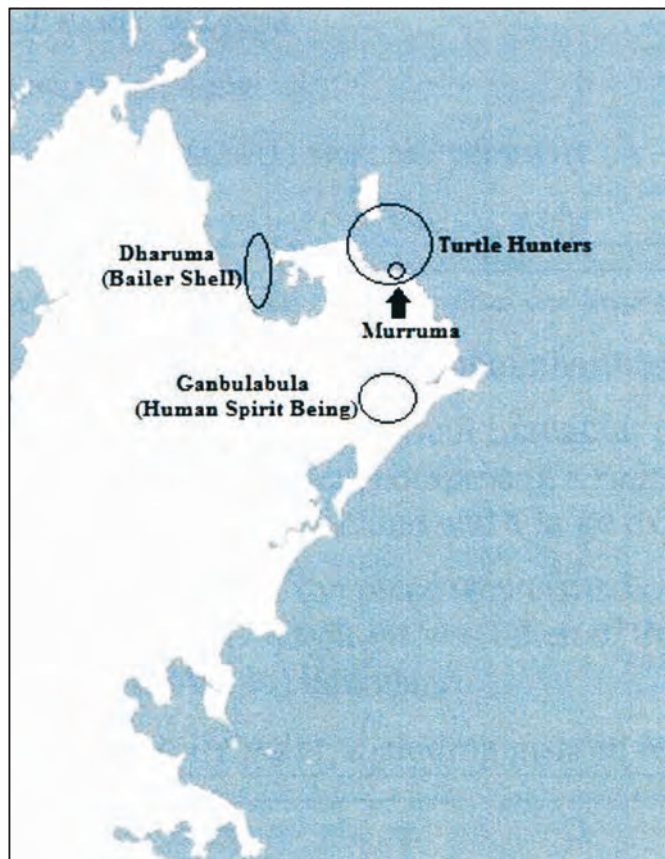 Dharuma
(Bailer Shell)
Turtle Hunters
Murruma
Ganbulabula
(Human Spirit Being)